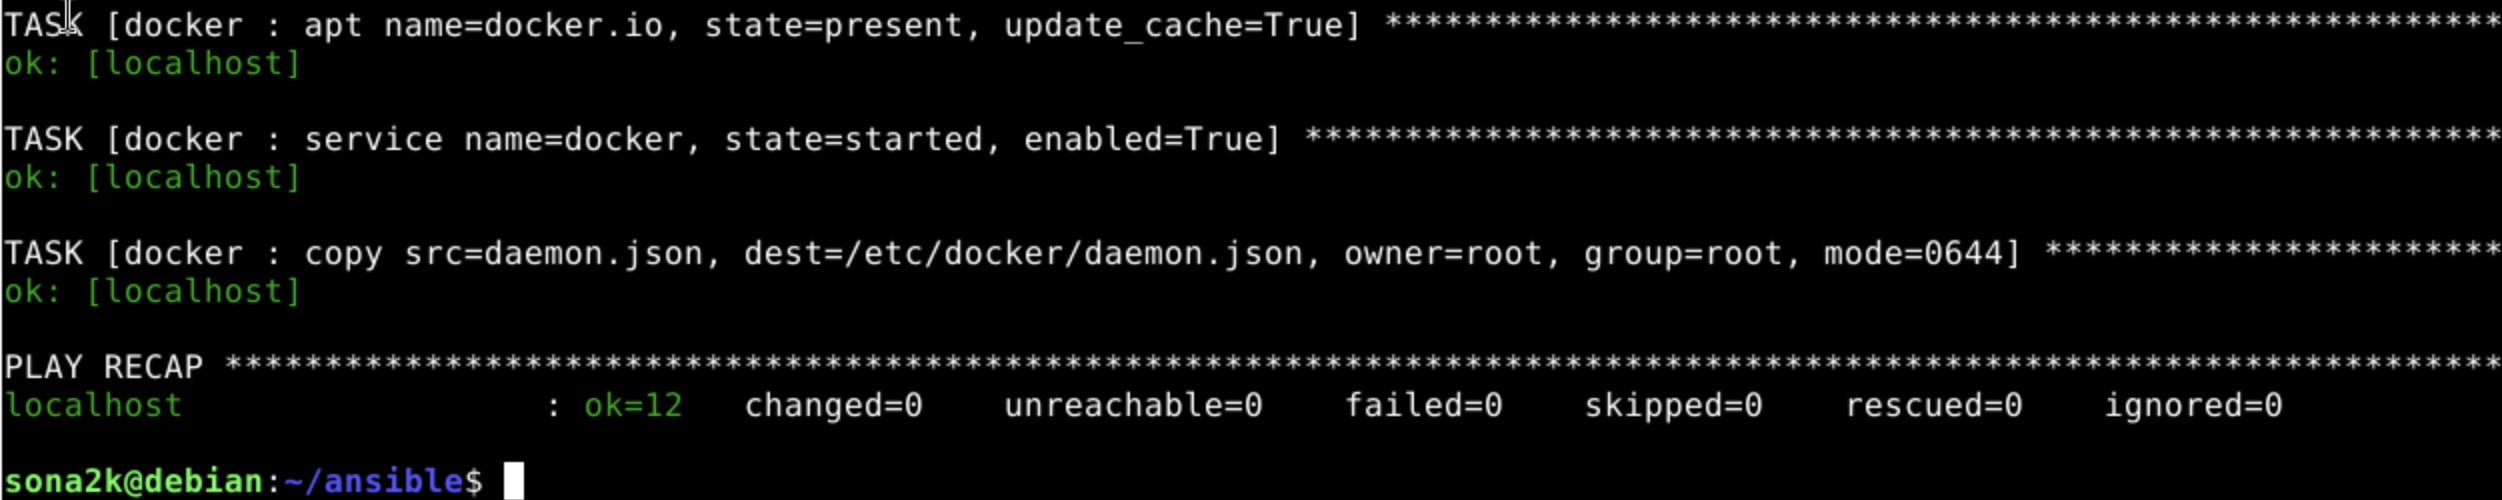 TASK [docker : apt name=docker.io, state=present, update_cache=True] *******************************************************
ok: [localhost]
TASK [docker : service name=docker, state=started, enabled=True] ***********************************************************
ok: [localhost]
TASK [docker : copy src=daemon.json, dest=/etc/docker/daemon.json, owner=root, group=root, mode=0644] **********************
ok: [localhost]
PLAY RECAP *****************************************************************************************************************
localhost                  : ok=12   changed=0    unreachable=0    failed=0    skipped=0    rescued=0    ignored=0
sona2k@debian:~/ansible$